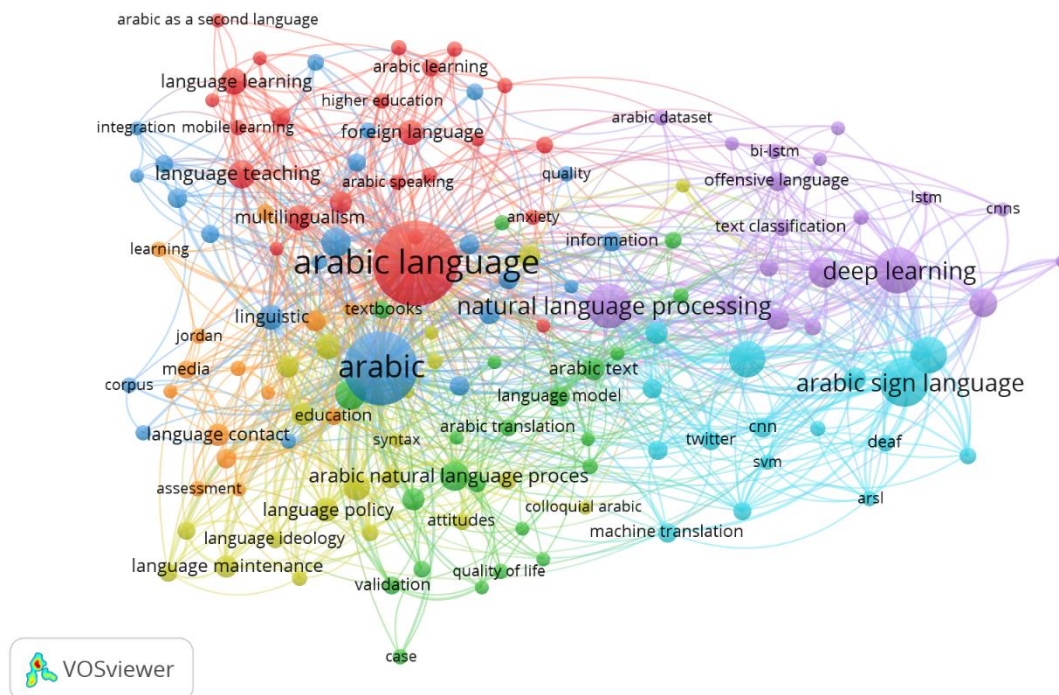 arabic as a second language
arabic learning
language learning
higher education
arabic dataset
integration mobile learning
foreign language
bi-lstm
language teaching
quality
arabic speaking
offensive language
lstm
cnns
multilingualism
anxiety
text classification
information
learning
arabic language
deep learning
natural language processing
textbooks
linguistic
jordan
media
arabic
arabic text
corpus
arabic sign language
language model
education
arabic translation
language contact
syntax
twitter
cnn
deaf
svm
arabic natural language proces
assessment
arsl
language policy
colloquial arabic
attitudes
machine translation
language ideology
language maintenance
quality of life
validation
case
VOSviewer